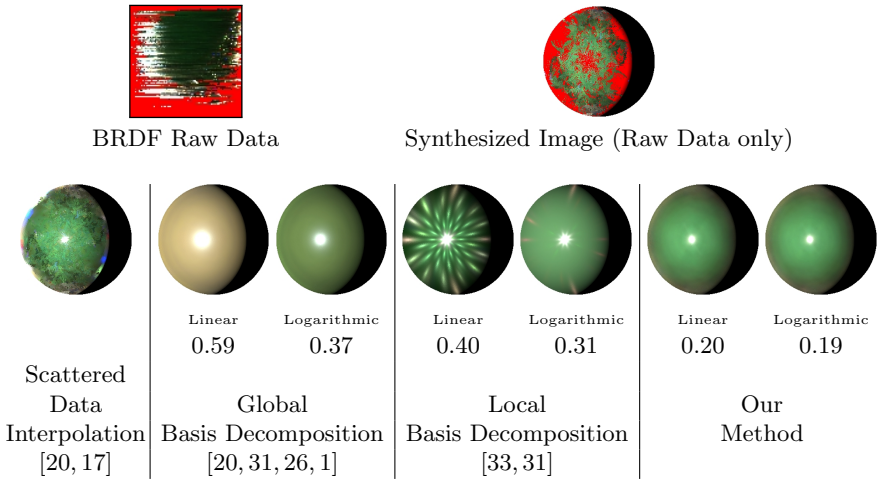 BRDF Raw Data
Synthesized Image (Raw Data only)
Linear
Logarithmic
Linear
Logarithmic
Linear
Logarithmic
0.59
0.37
0.40
0.31
0.20
0.19
Scattered
Data
Interpolation
[20, 17]
Global
Basis Decomposition
[20, 31, 26, 1]
Local
Basis Decomposition
[33, 31]
Our
Method